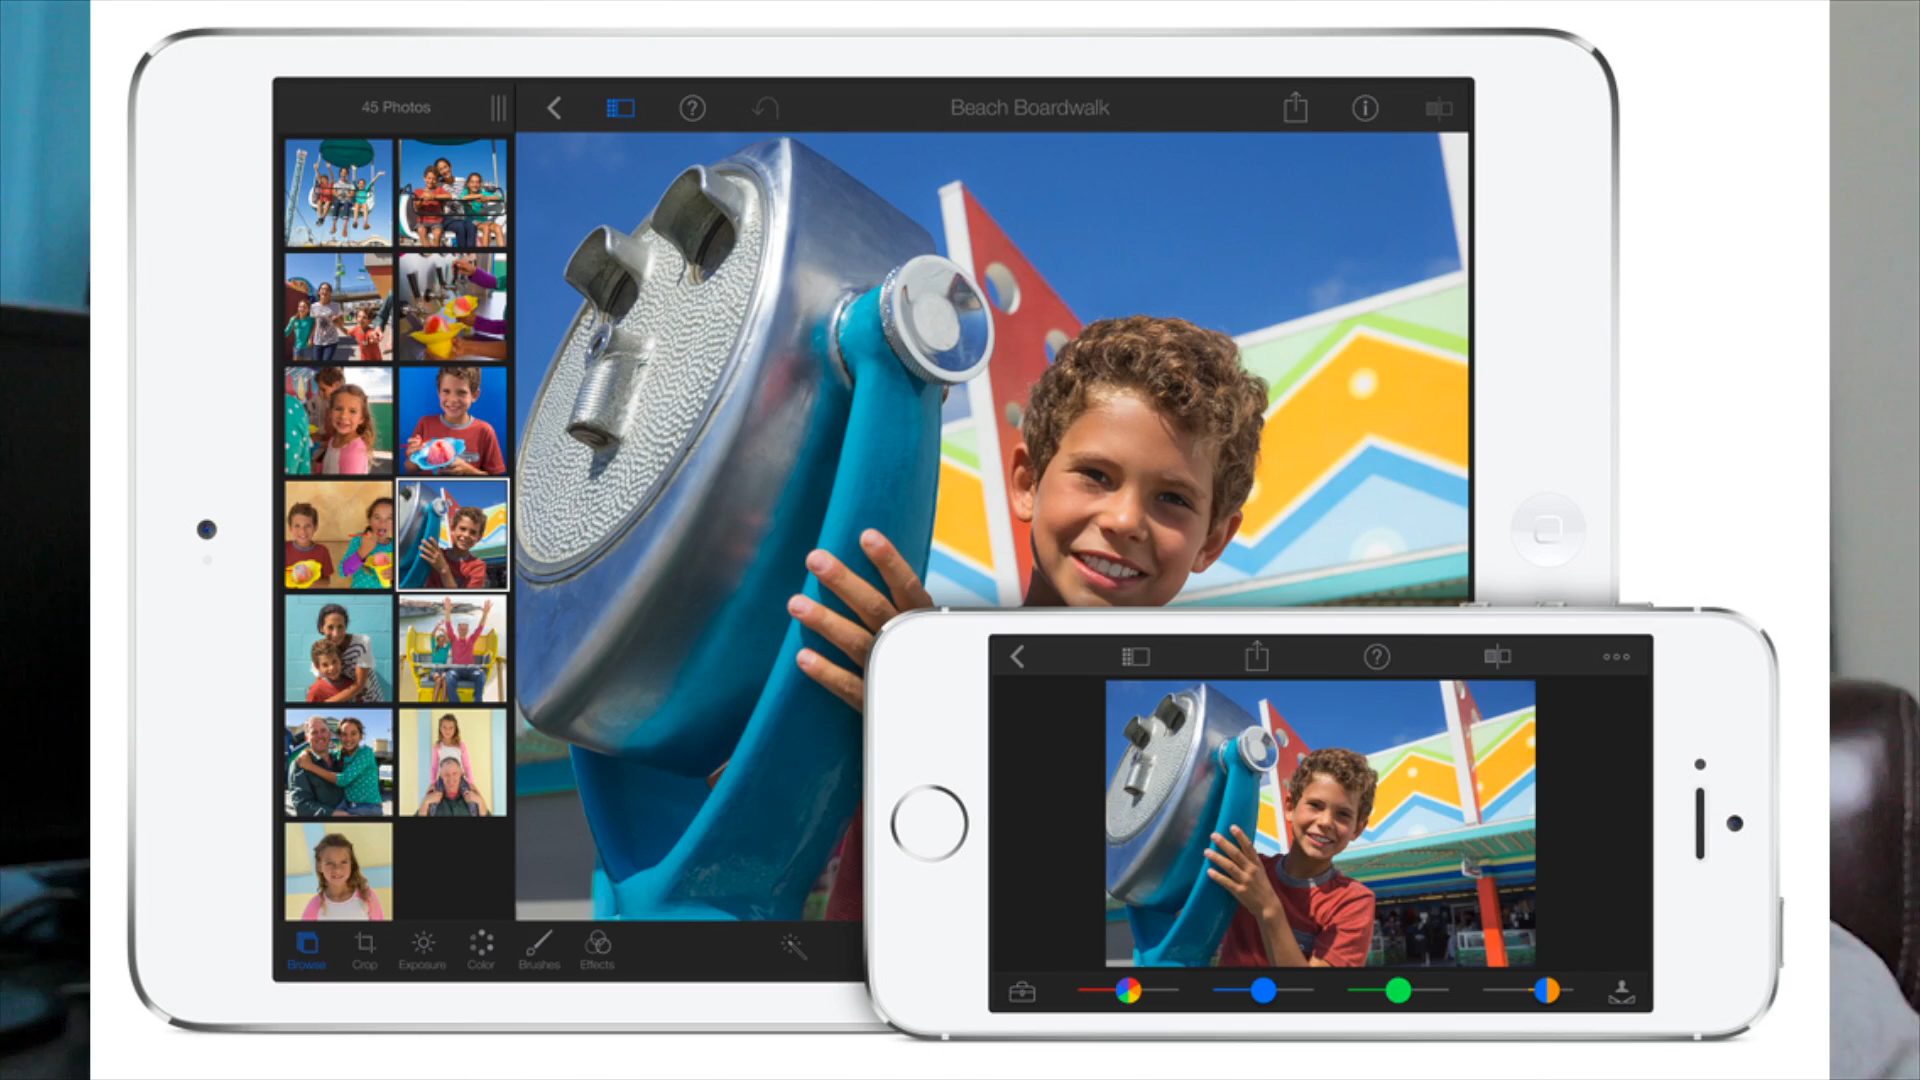 45 Photos
Beach Boardwalk
Browse
Crop
Exposure
Color
Brushes
Effects